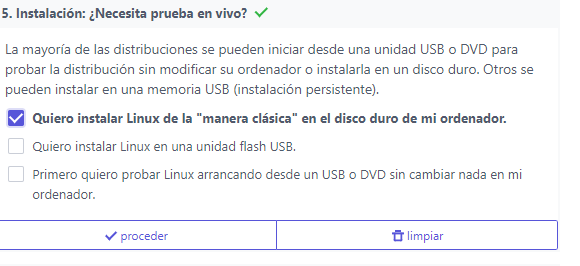 5. Instalación: ¿Necesita prueba en vivo?
La mayoría de las distribuciones se pueden iniciar desde una unidad USB o DVD para
probar la distribución sin modificar su ordenador o instalarla en un disco duro. Otros se
pueden instalar en una memoria USB (instalación persistente).
Quiero instalar Linux de la "manera clásica" en el disco duro de mi ordenador.
Quiero instalar Linux en una unidad flash USB.
Primero quiero probar Linux arrancando desde un USB o DVD sin cambiar nada en mi
ordenador.
proceder
limpiar